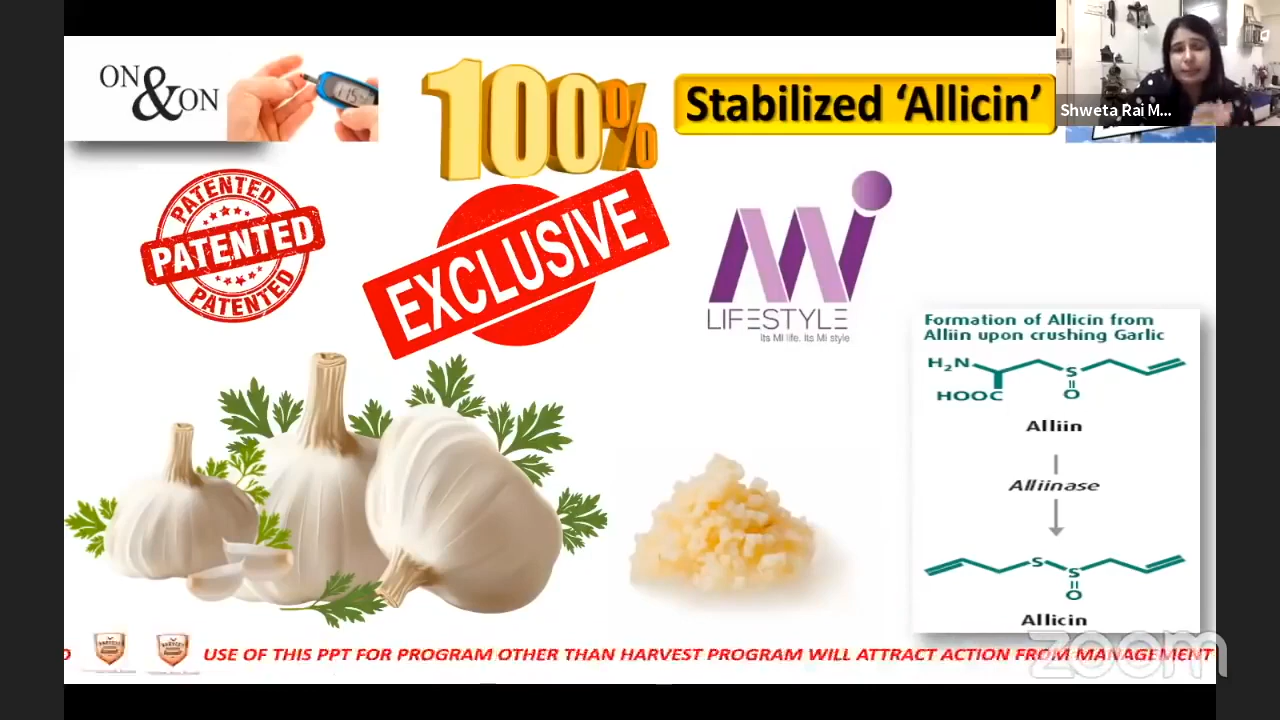 ON & ON
100%
Stabilized ‘Allicin’
Shweta Rai M...
PATENTED
PATENTED
PATENTED
EXCLUSIVE
Mi
LIFESTYLE
Its Mi life. Its Mi style
Formation of Allicin from
Alliin upon crushing Garlic
H₂N
S
O
HOOC
Alliin
Alliinase
S
S
O
Allicin
USE OF THIS PPT FOR PROGRAM OTHER THAN HARVEST PROGRAM WILL ATTRACT ACTION FROM MANAGEMENT
zoom